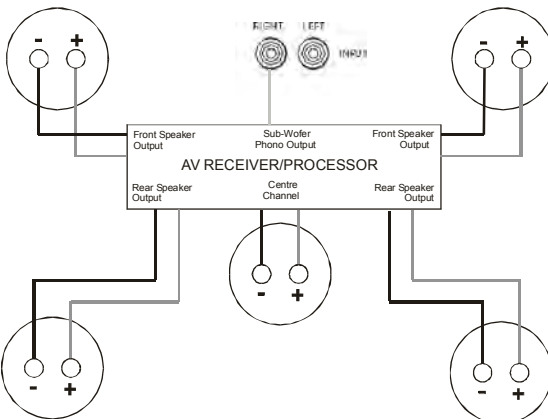 RIGHT LEFT
INPUT
- +
- +
Front Speaker
Output
Sub-Wofer
Phono Output
Front Speaker
Output
AV RECEIVER/PROCESSOR
Rear Speaker
Output
Centre
Channel
Rear Speaker
Output
- +
- +
- +